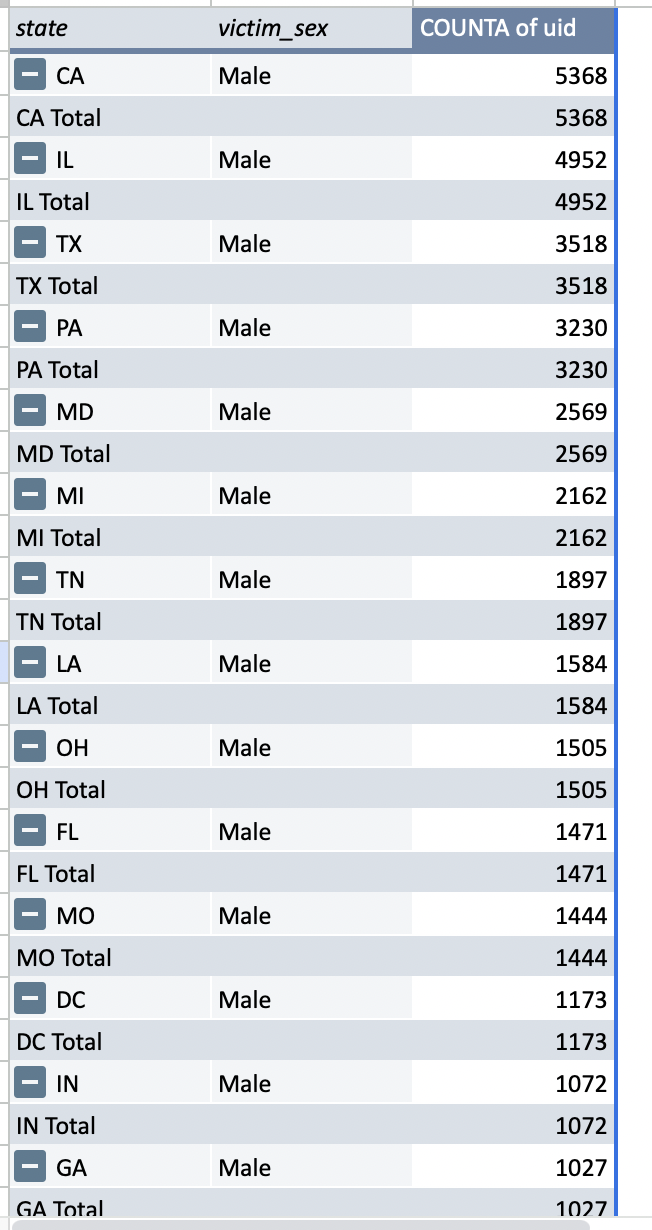 state victim_sex COUNTA of uid
CA Male 5368
CA Total 5368
IL Male 4952
IL Total 4952
TX Male 3518
TX Total 3518
PA Male 3230
PA Total 3230
MD Male 2569
MD Total 2569
MI Male 2162
MI Total 2162
TN Male 1897
TN Total 1897
LA Male 1584
LA Total 1584
OH Male 1505
OH Total 1505
FL Male 1471
FL Total 1471
MO Male 1444
MO Total 1444
DC Male 1173
DC Total 1173
IN Male 1072
IN Total 1072
GA Male 1027
GA Total 1027